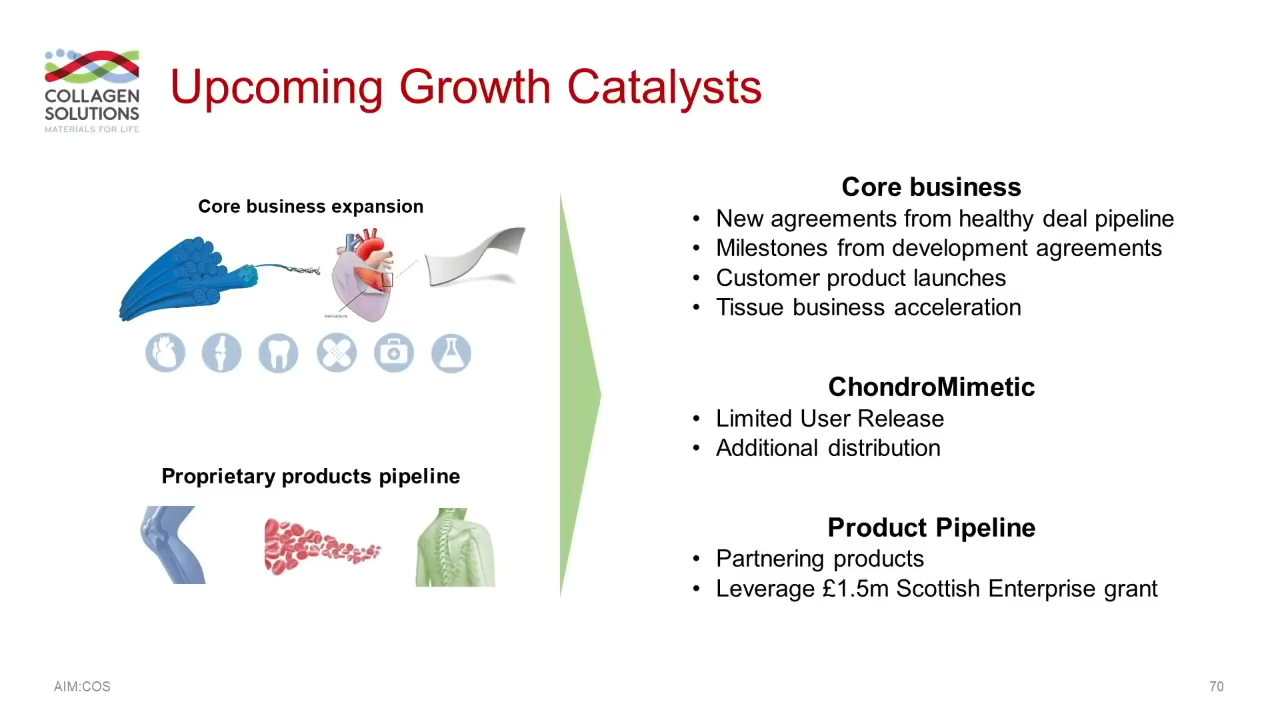 COLLAGEN
SOLUTIONS
MATERIALS FOR LIFE
Upcoming Growth Catalysts
Core business expansion
Proprietary products pipeline
Core business
• New agreements from healthy deal pipeline
• Milestones from development agreements
• Customer product launches
• Tissue business acceleration
ChondroMimetic
• Limited User Release
• Additional distribution
Product Pipeline
• Partnering products
• Leverage £1.5m Scottish Enterprise grant
AIM:COS
70